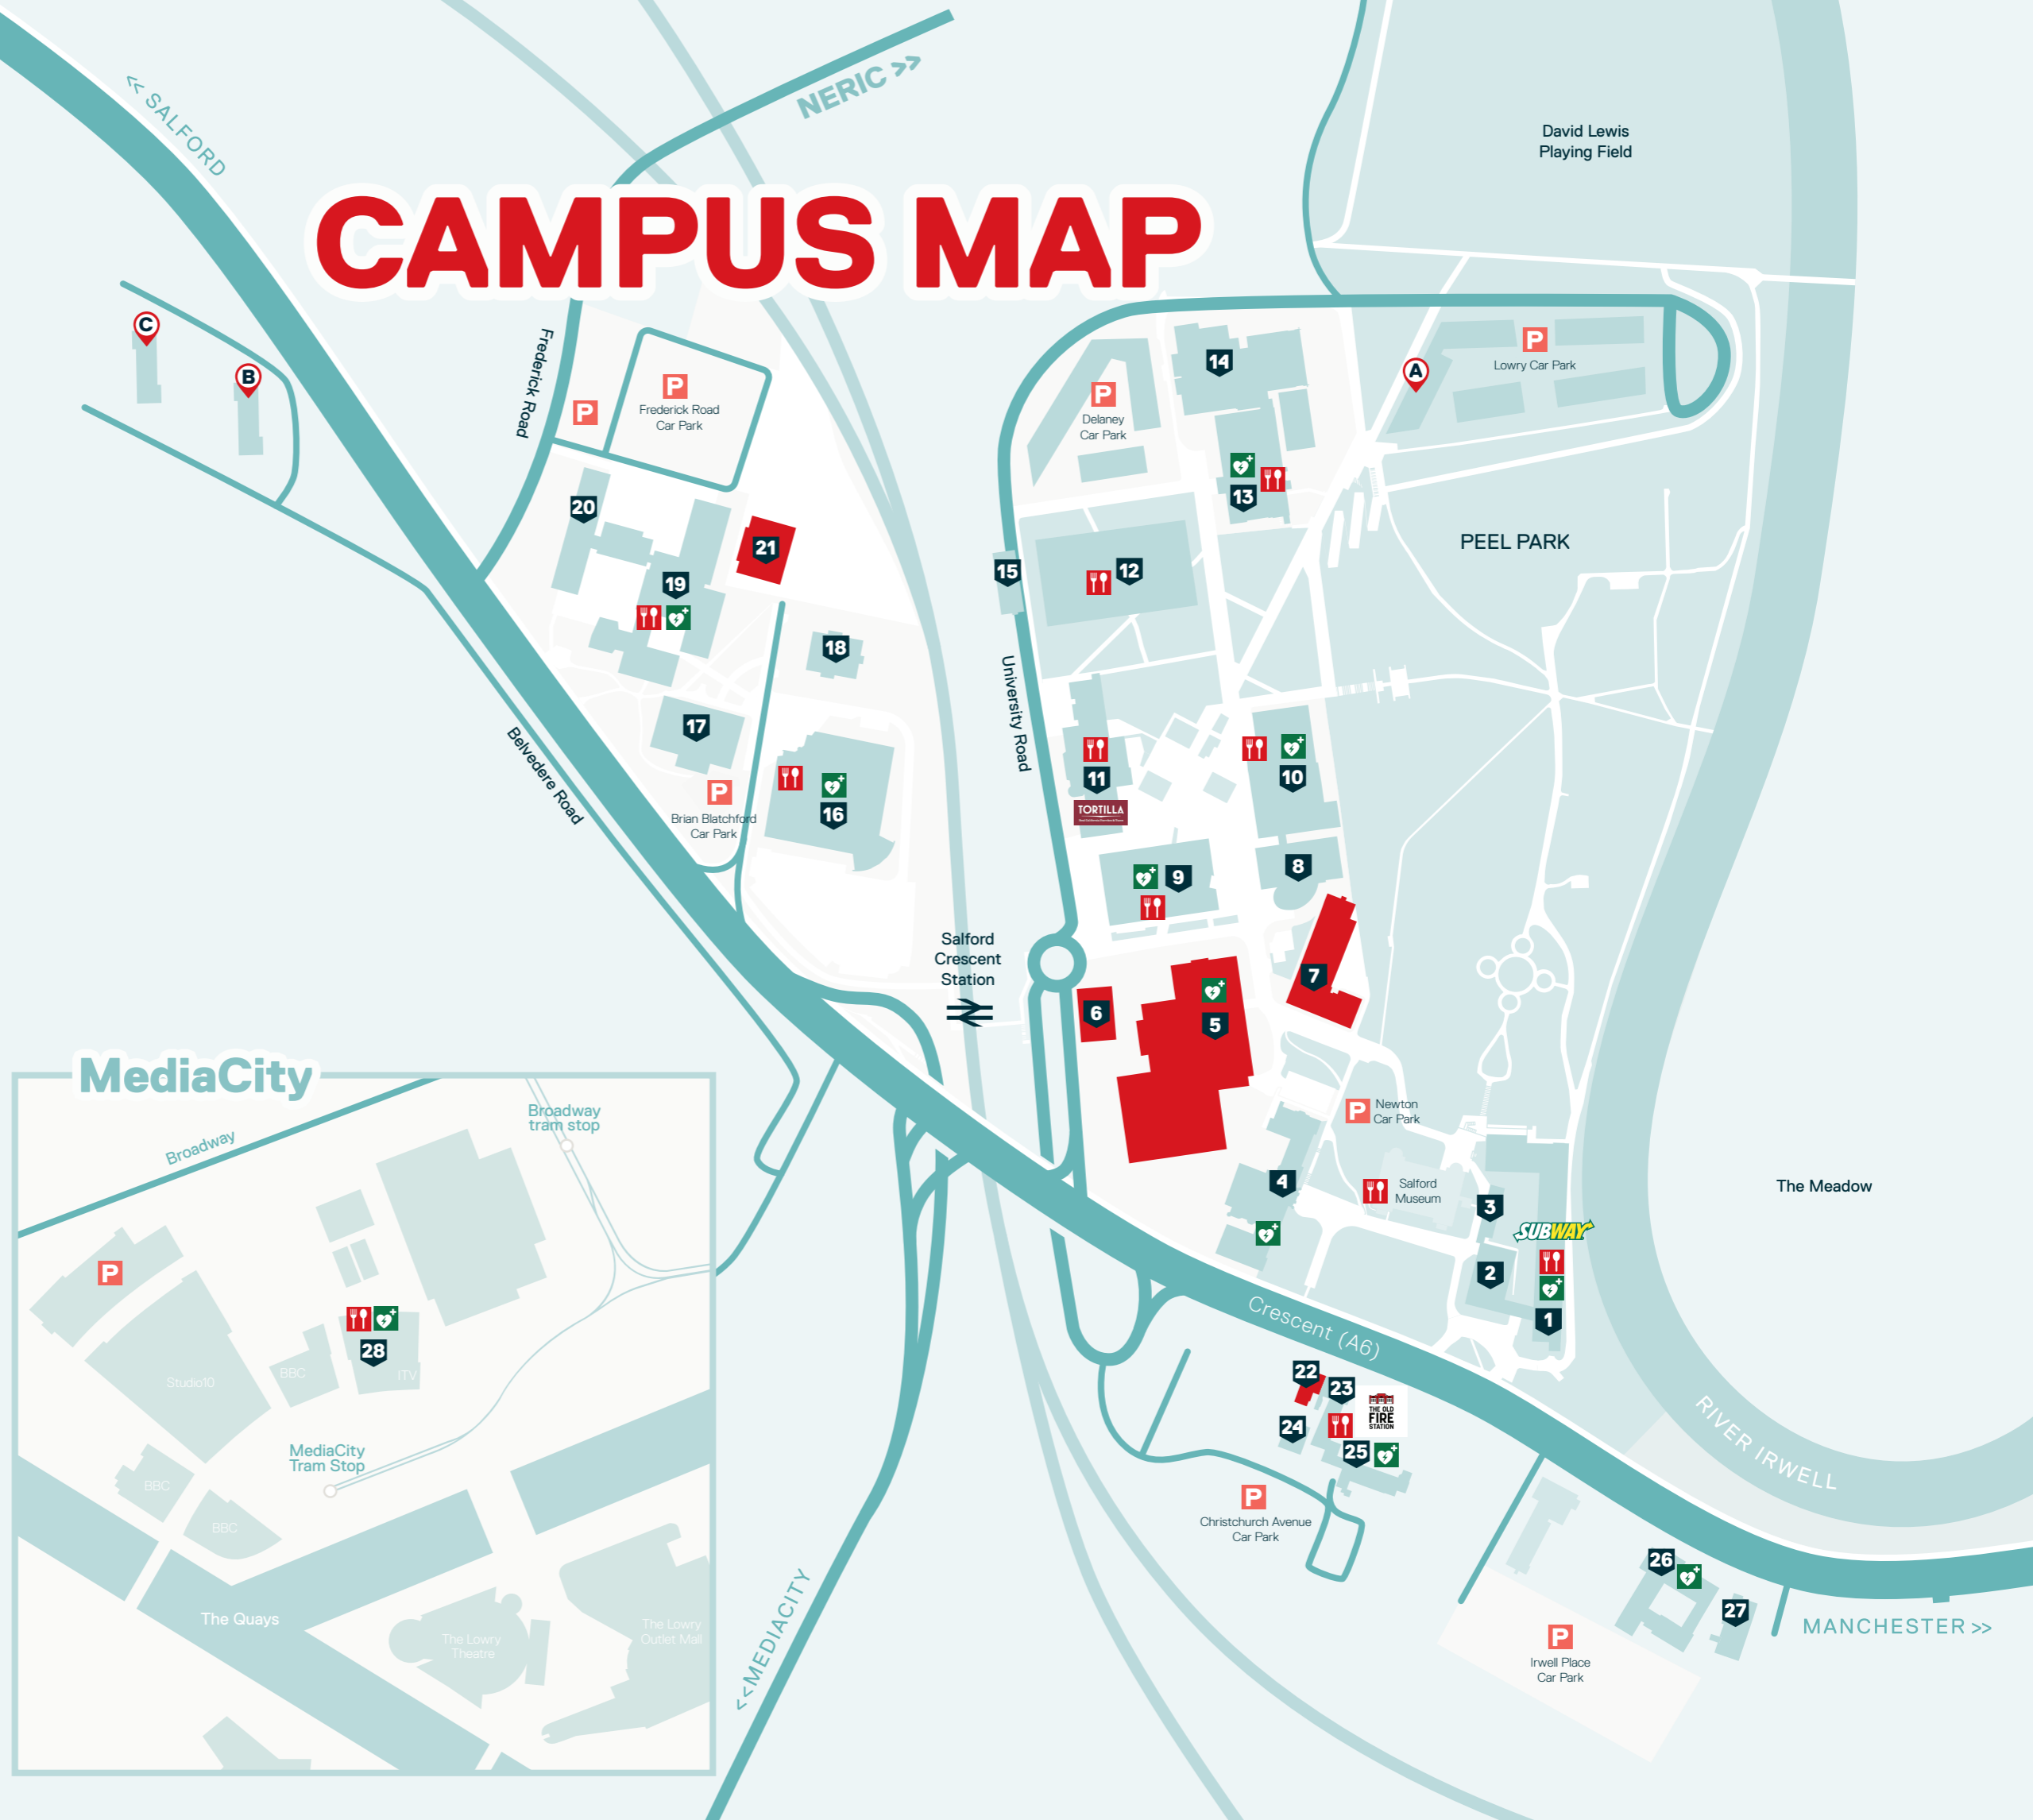 << SALFORD
NERIC >>
CAMPUS MAP
David Lewis
Playing Field
C
B
A
Frederick Road
P
P
Frederick Road
Car Park
P
Delaney
Car Park
14
P
Lowry Car Park
13
20
21
19
15
12
PEEL PARK
18
17
University Road
11
TORTILLA
10
P
Brian Blatchford
Car Park
16
Belvedere Road
9
8
Salford
Crescent
Station
6
5
7
P
Newton
Car Park
4
Salford
Museum
3
SUBWAY
2
1
The Meadow
Crescent (A6)
22
23
THE OLD
FIRE
STATION
24
25
RIVER IRWELL
P
Christchurch Avenue
Car Park
26
27
P
Irwell Place
Car Park
MANCHESTER >>
<<MEDIACITY
MediaCity
Broadway
Broadway
tram stop
P
28
Studio10
BBC
ITV
MediaCity
Tram Stop
BBC
BBC
The Quays
The Lowry
Theatre
The Lowry
Outlet Mall